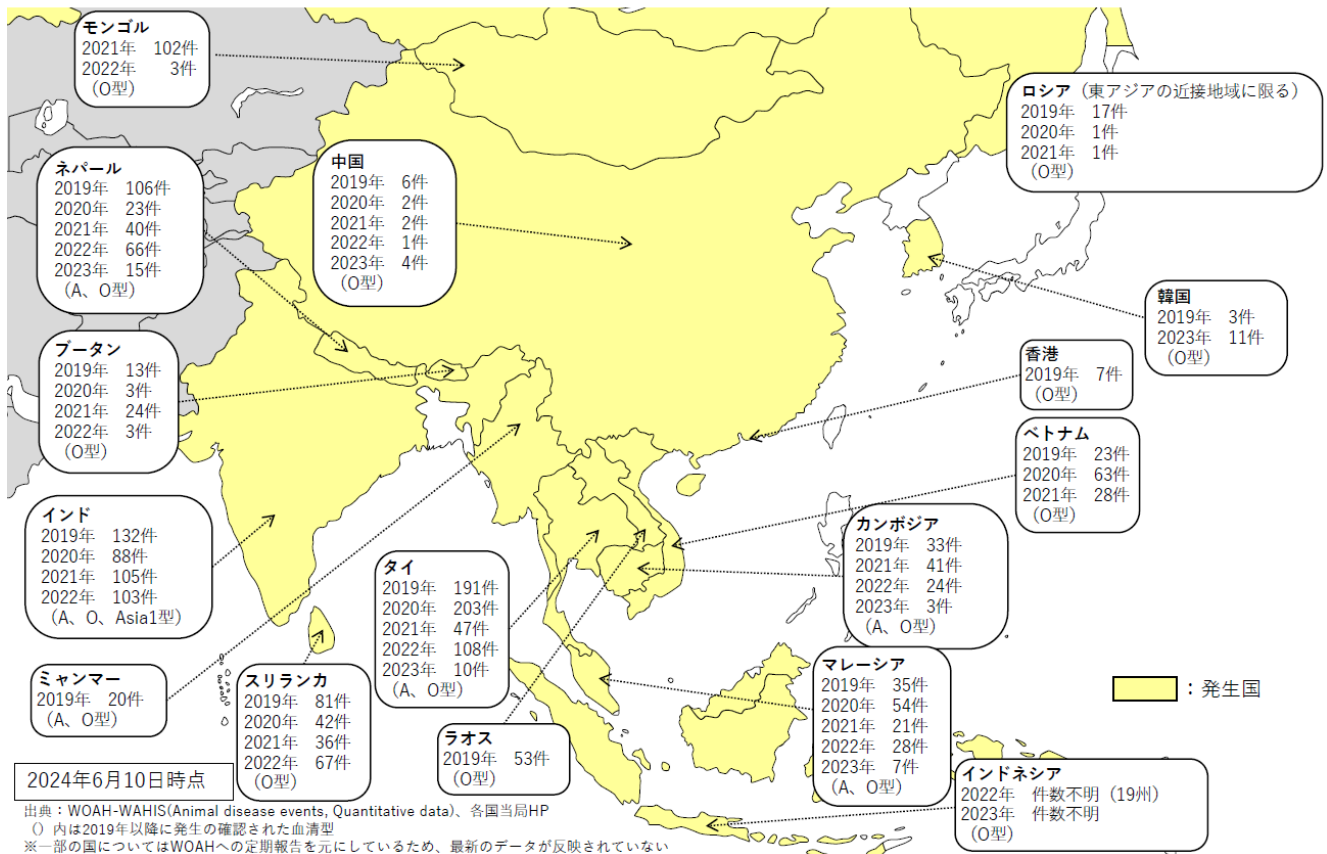 モンゴル
2021年 102件
2022年 3件
(O型)
ロシア（東アジアの近接地域に限る）
2019年 17件
2020年 1件
2021年 1件
(O型)
ネパール
2019年 106件
2020年 23件
2021年 40件
2022年 66件
2023年 15件
(A、O型)
中国
2019年 6件
2020年 2件
2021年 2件
2022年 1件
2023年 4件
(O型)
韓国
2019年 3件
2023年 11件
(O型)
ブータン
2019年 13件
2020年 3件
2021年 24件
2022年 3件
(O型)
香港
2019年 7件
(O型)
ベトナム
2019年 23件
2020年 63件
2021年 28件
(O型)
インド
2019年 132件
2020年 88件
2021年 105件
2022年 103件
(A、O、Asia1型)
カンボジア
2019年 33件
2021年 41件
2022年 24件
2023年 3件
(A、O型)
タイ
2019年 191件
2020年 203件
2021年 47件
2022年 108件
2023年 10件
(A、O型)
ミャンマー
2019年 20件
(A、O型)
スリランカ
2019年 81件
2020年 42件
2021年 36件
2022年 67件
(O型)
マレーシア
2019年 35件
2020年 54件
2021年 21件
2022年 28件
2023年 7件
(A、O型)
：発生国
ラオス
2019年 53件
(O型)
インドネシア
2022年 件数不明（19州）
2023年 件数不明
(O型)
2024年6月10日時点
出典：WOAH-WAHIS(Animal disease events, Quantitative data)、各国当局HP
（）内は2019年以降に発生の確認された血清型
※一部の国についてはWOAHへの定期報告を元にしているため、最新のデータが反映されていない